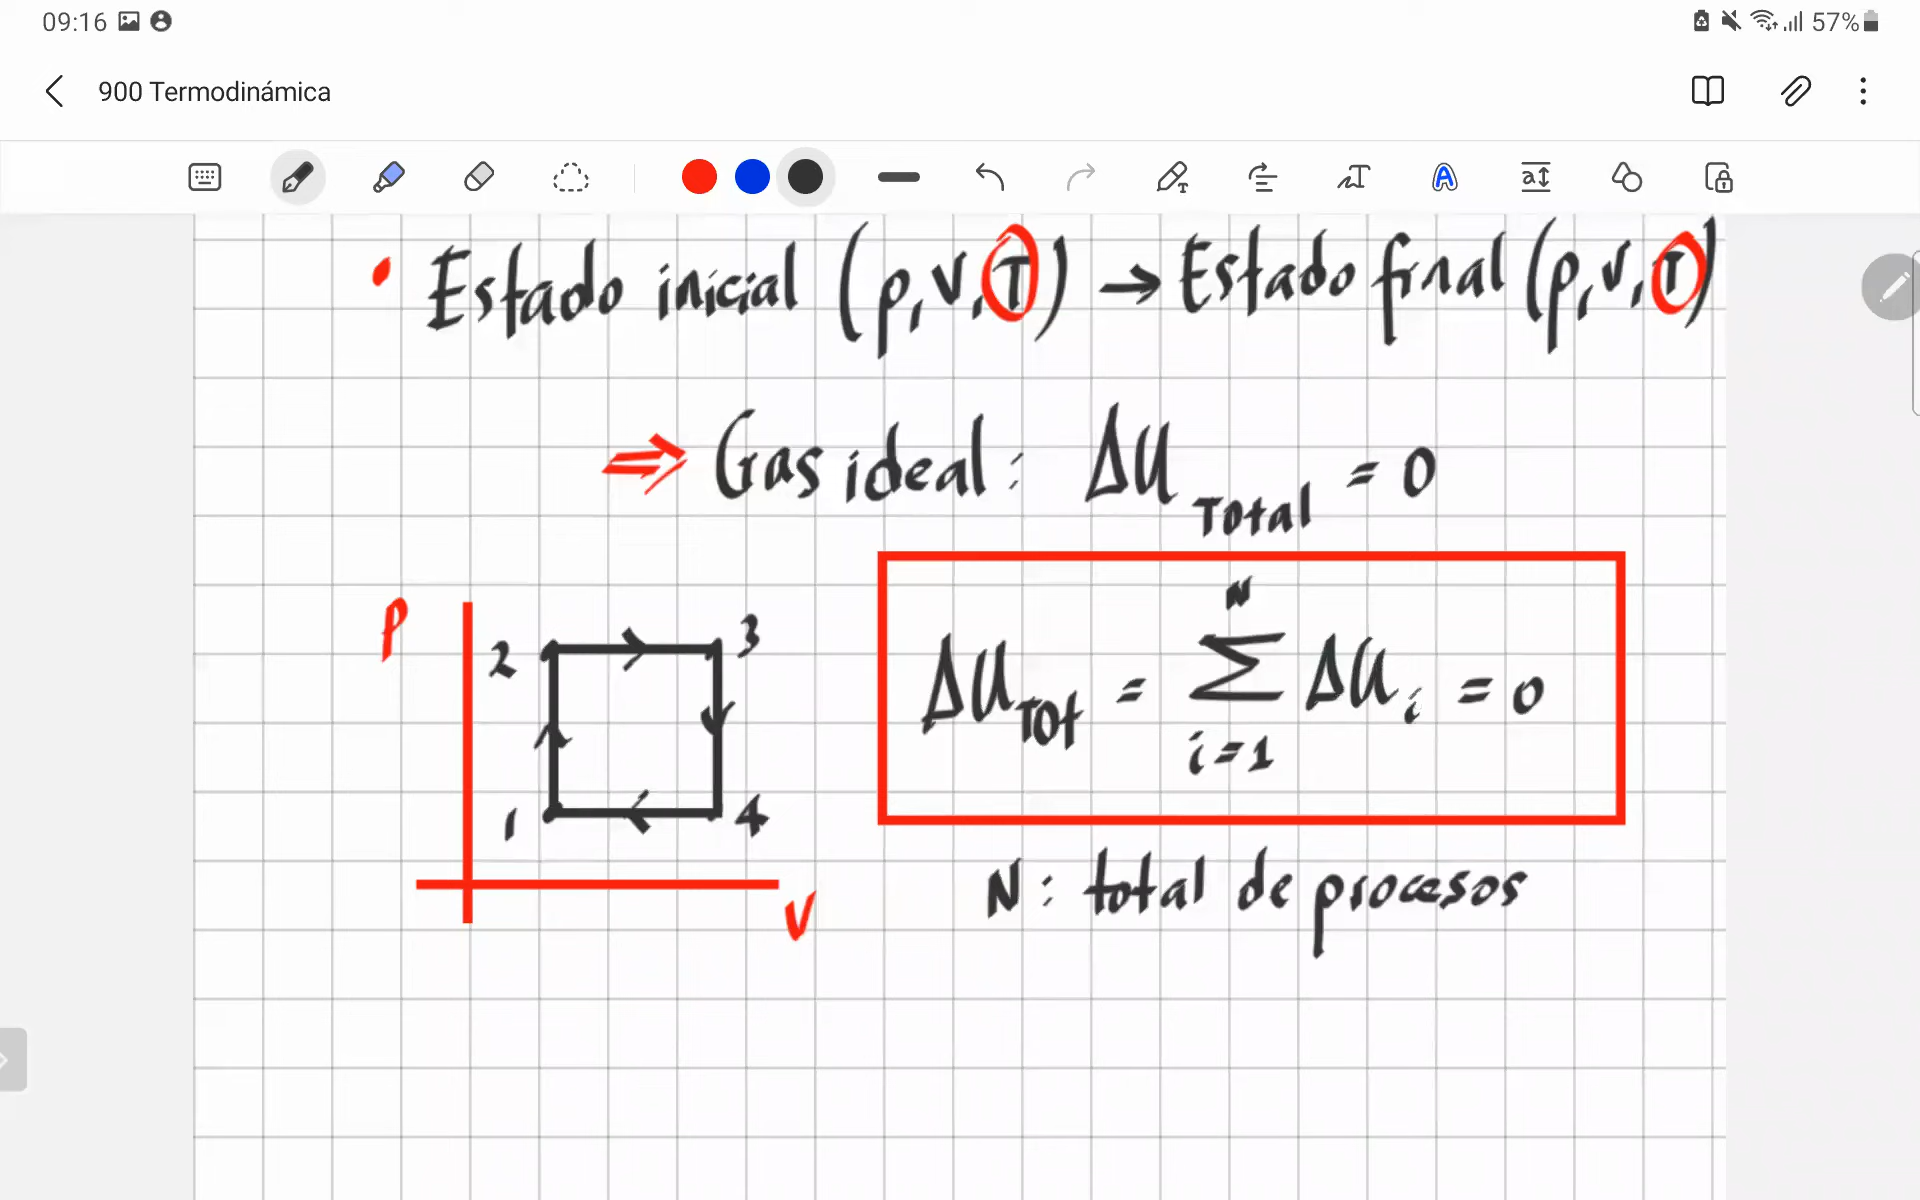 09:16 57%
900 Termodinámica
• Estado inicial (p, V, T) → Estado final (p, V, T)
⇒ Gas ideal: ΔU Total = 0
P
2 3
1 4
V
N
ΔU Tot = Σ ΔU i = 0
i=1
N: total de procesos